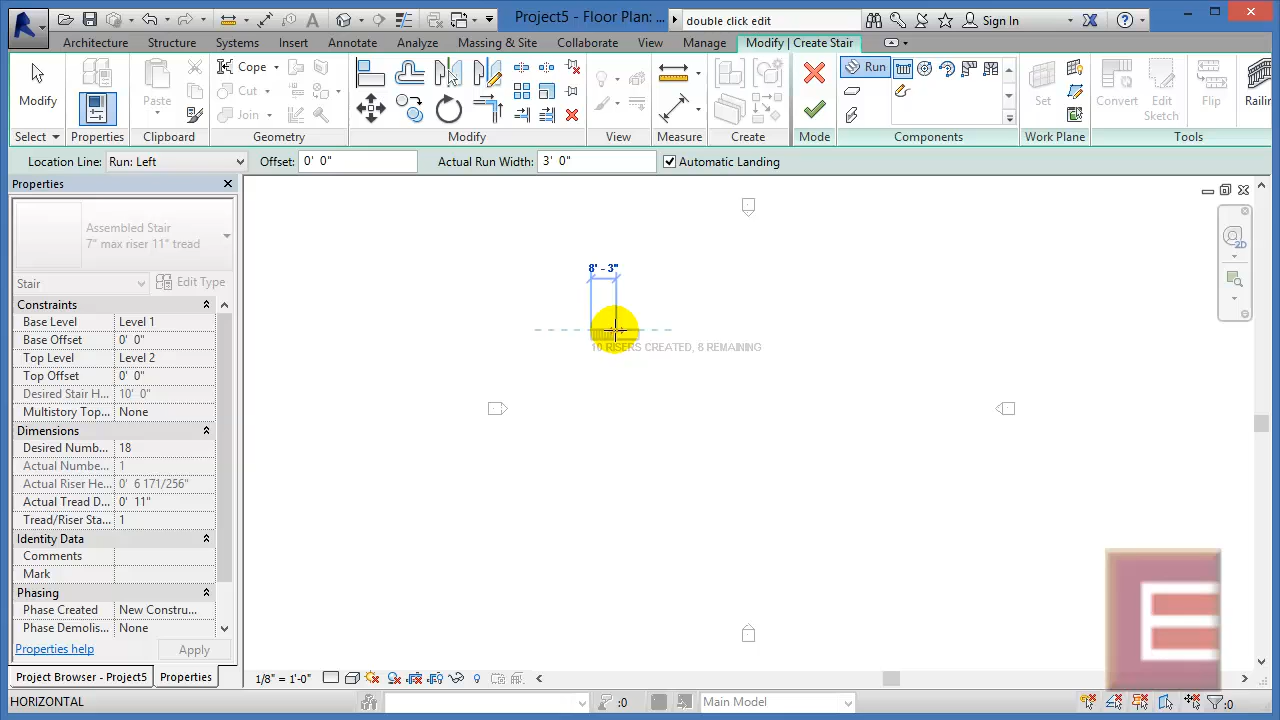 Project5 - Floor Plan: ...
double click edit
Sign In
Architecture
Structure
Systems
Insert
Annotate
Analyze
Massing & Site
Collaborate
View
Manage
Modify | Create Stair
Modify
Paste
Cope
Cut
Join
Run
Set
Convert
Edit Sketch
Flip
Railin
Select
Properties
Clipboard
Geometry
Modify
View
Measure
Create
Mode
Components
Work Plane
Tools
Location Line: Run: Left
Offset: 0' 0"
Actual Run Width: 3' 0"
Automatic Landing
Properties
Assembled Stair
7" max riser 11" tread
Stair
Edit Type
Constraints
Base Level Level 1
Base Offset 0' 0"
Top Level Level 2
Top Offset 0' 0"
Desired Stair H... 10' 0"
Multistory Top... None
Dimensions
Desired Numb... 18
Actual Numbe... 1
Actual Riser He... 0' 6 171/256"
Actual Tread D... 0' 11"
Tread/Riser Sta... 1
Identity Data
Comments
Mark
Phasing
Phase Created New Constru...
Phase Demolis... None
Properties help
Apply
Project Browser - Project5
Properties
8' - 3"
10 RISERS CREATED, 8 REMAINING
2D
E
1/8" = 1'-0"
HORIZONTAL
:0
Main Model
:0